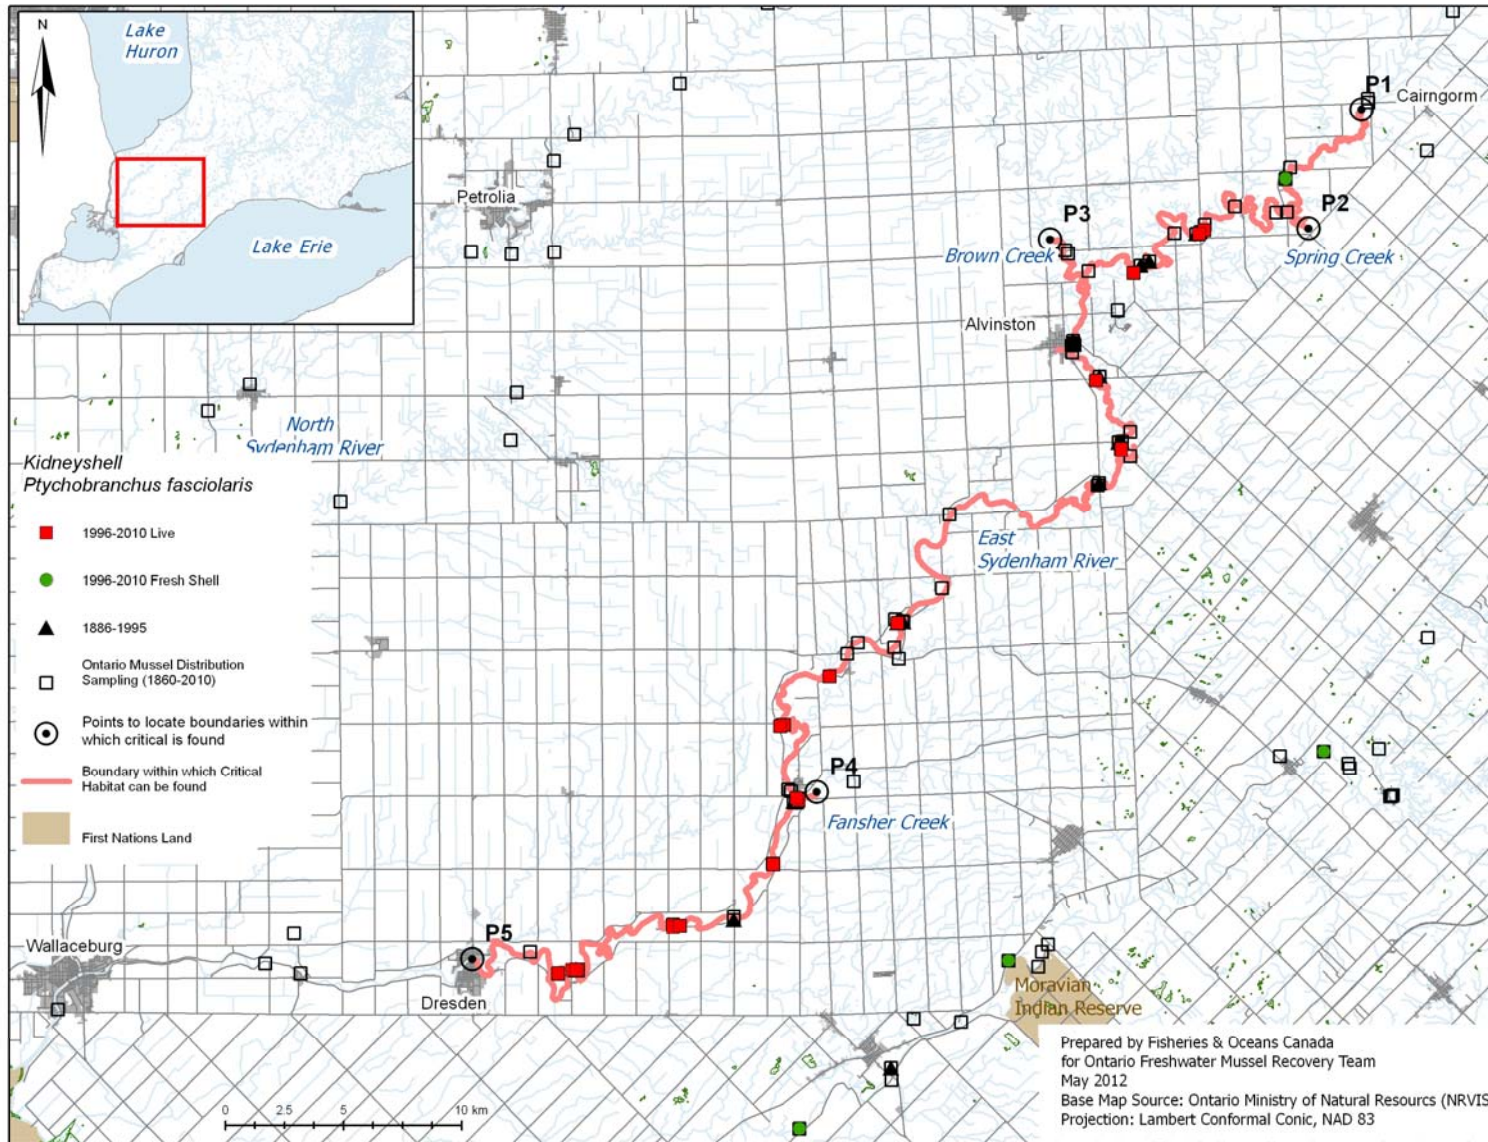 N
Lake
Huron
Lake Erie
P1
Cairngorm
Petrolia
P3
P2
Brown Creek
Spring Creek
Alvinston
North
Sydenham River
Kidneyshell
Ptychobranchus fasciolaris
1996-2010 Live
1996-2010 Fresh Shell
1886-1995
Ontario Mussel Distribution
Sampling (1860-2010)
Points to locate boundaries within
which critical is found
Boundary within which Critical
Habitat can be found
First Nations Land
East
Sydenham River
P4
Fansher Creek
P5
Wallaceburg
Dresden
Moravian
Indian Reserve
0 2.5 5 10 km
Prepared by Fisheries & Oceans Canada
for Ontario Freshwater Mussel Recovery Team
May 2012
Base Map Source: Ontario Ministry of Natural Resourcs (NRVIS
Projection: Lambert Conformal Conic, NAD 83